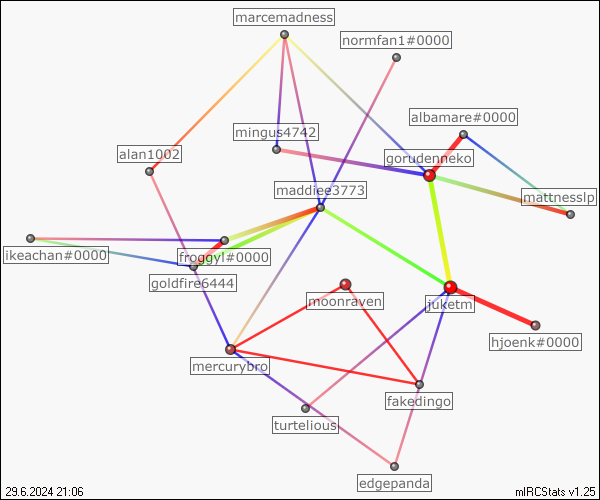 marcemadness
normfan1#0000
albamare#0000
mingus4742
alan1002
gorudenneko
maddiee3773
mattnesslp
ikeachan#0000
froggyl#0000
goldfire6444
moonraven
juketm
hjoenk#0000
mercurybro
fakedingo
turtelious
edgepanda
29.6.2024 21:06
mIRCStats v1.25